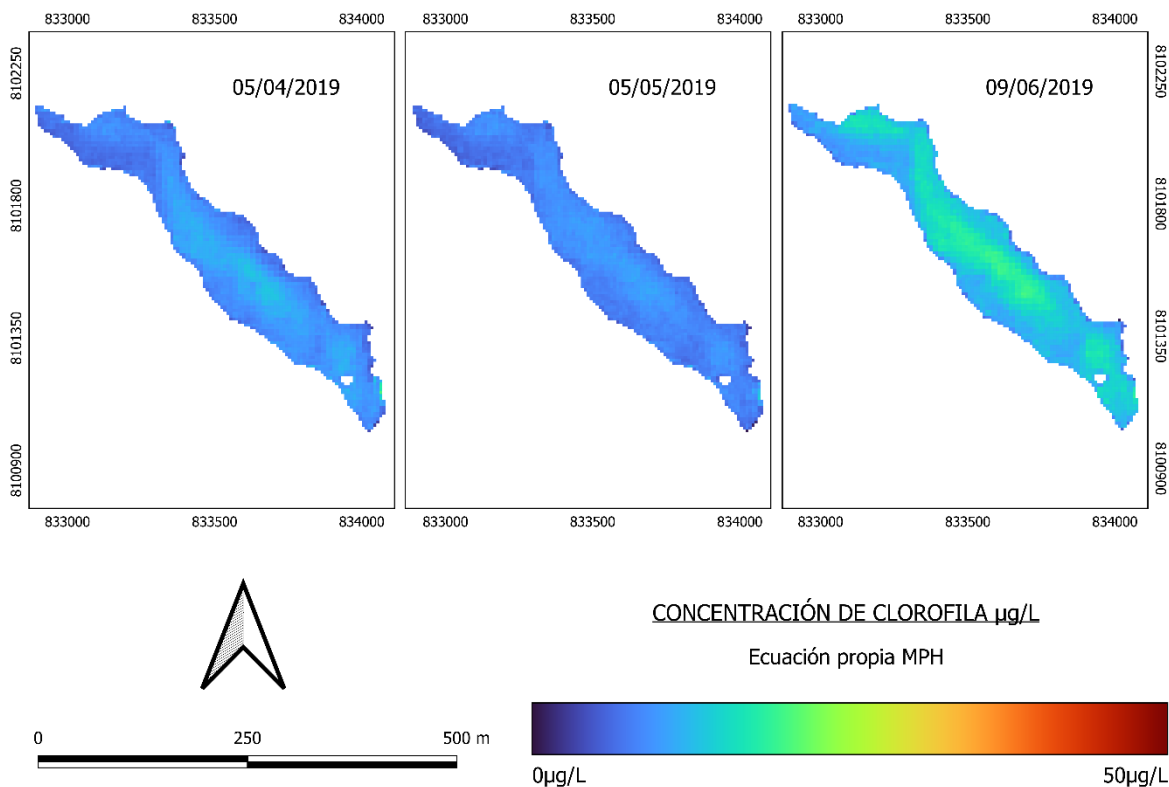 833000 833500 834000 833000 833500 834000 833000 833500 834000
8102250
8101800
8101350
8100900
05/04/2019
05/05/2019
09/06/2019
8102250
8101800
8101350
8100900
833000 833500 834000 833000 833500 834000 833000 833500 834000
CONCENTRACIÓN DE CLOROFILA µg/L
Ecuación propia MPH
0 250 500 m
0µg/L 50µg/L